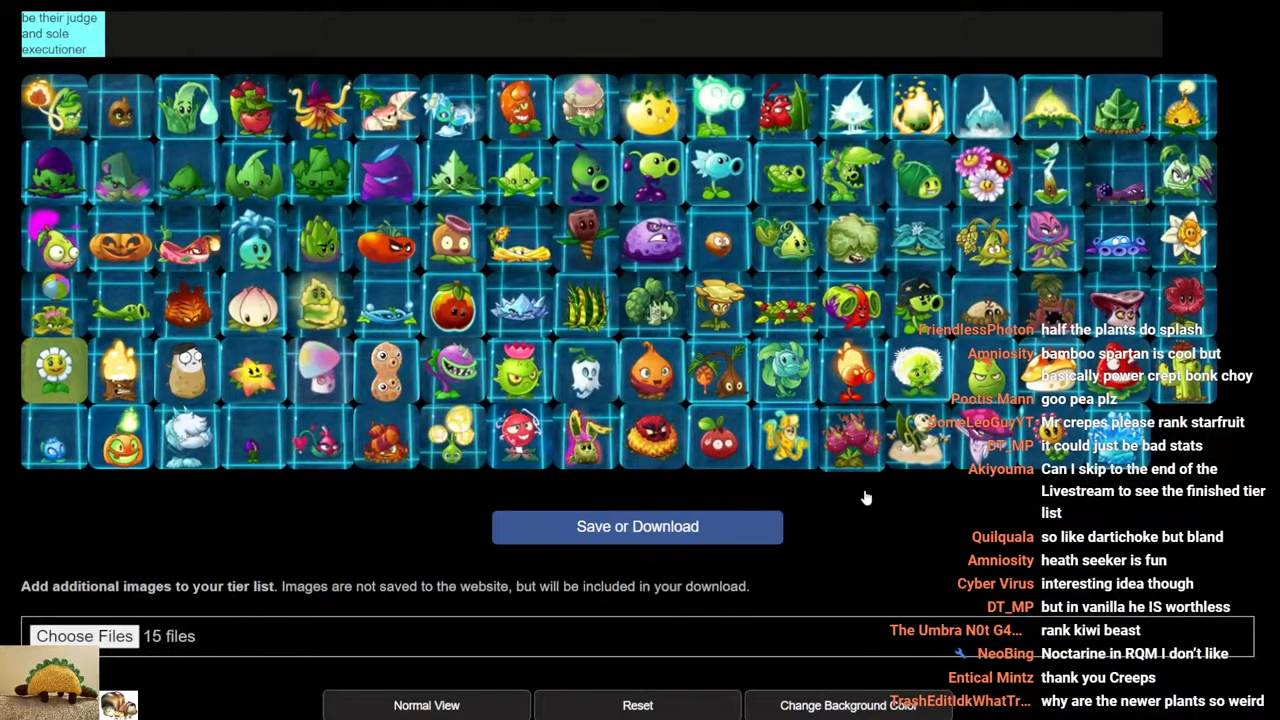 be their judge
and sole
executioner
FriendlessPhoton half the plants do splash
Amniosity bamboo spartan is cool but
basically power crept bonk choy
Pootis Mann goo pea plz
SomeLeoGuyYT Mr crepes please rank starfruit
DT_MP it could just be bad stats
Akiyouma Can I skip to the end of the
Livestream to see the finished tier
list
Save or Download
Quilquala so like dartichoke but bland
Amniosity heath seeker is fun
Add additional images to your tier list. Images are not saved to the website, but will be included in your download.
Cyber Virus interesting idea though
DT_MP but in vanilla he IS worthless
Choose Files 15 files
The Umbra N0t G4... rank kiwi beast
NeoBing Noctarine in RQM I don't like
Entical Mintz thank you Creeps
Normal View
Reset
Change Background Color
TrashEditIdkWhatTr... why are the newer plants so weird